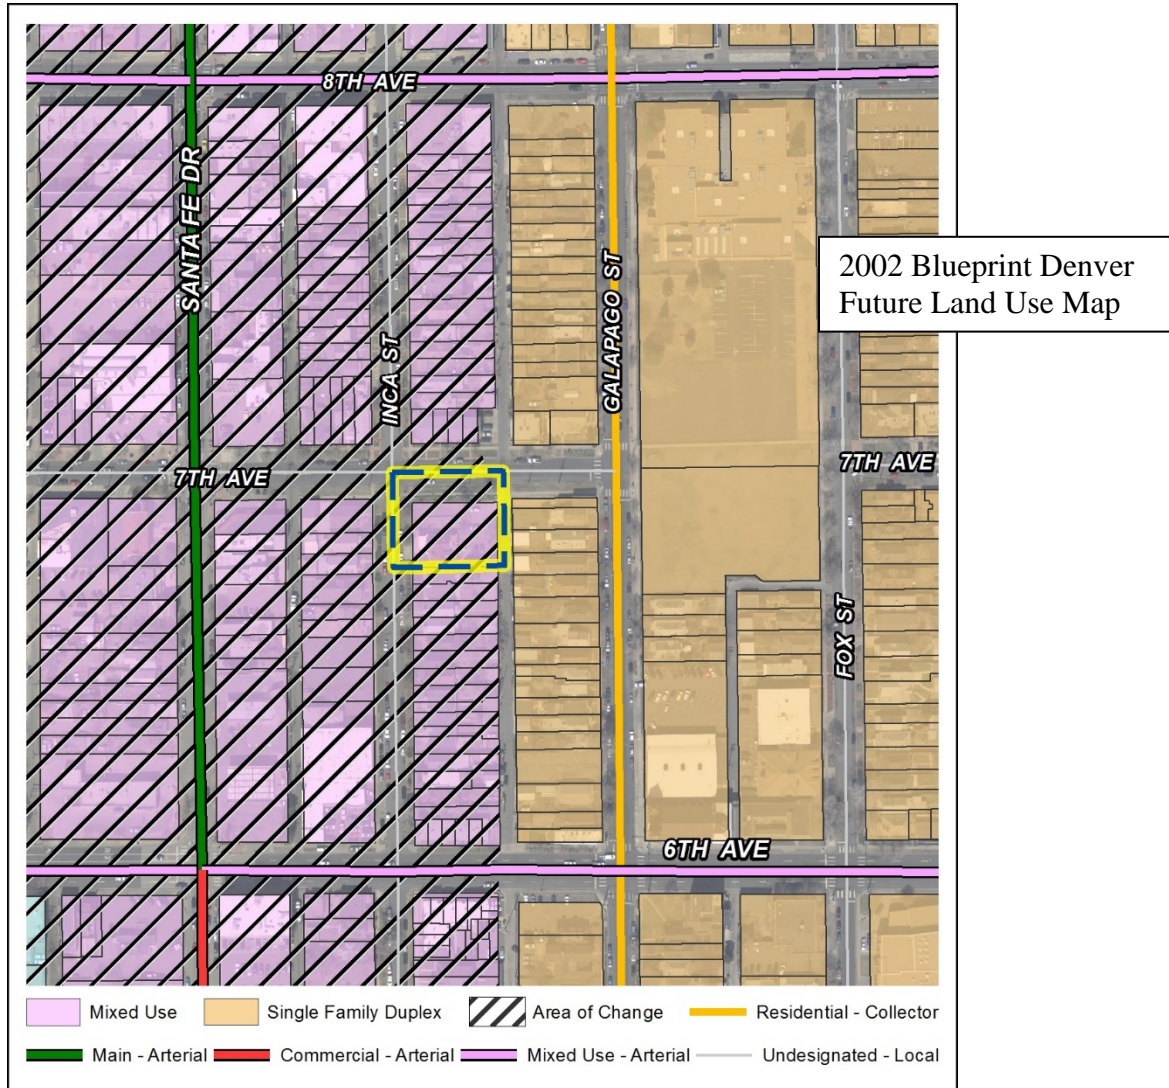 8TH AVE
SANTA FE DR
2002 Blueprint Denver
Future Land Use Map
GALAPAGO ST
INCA ST
7TH AVE
7TH AVE
FOX ST
6TH AVE
Mixed Use
Single Family Duplex
Area of Change
Residential - Collector
Main - Arterial
Commercial - Arterial
Mixed Use - Arterial
Undesignated - Local